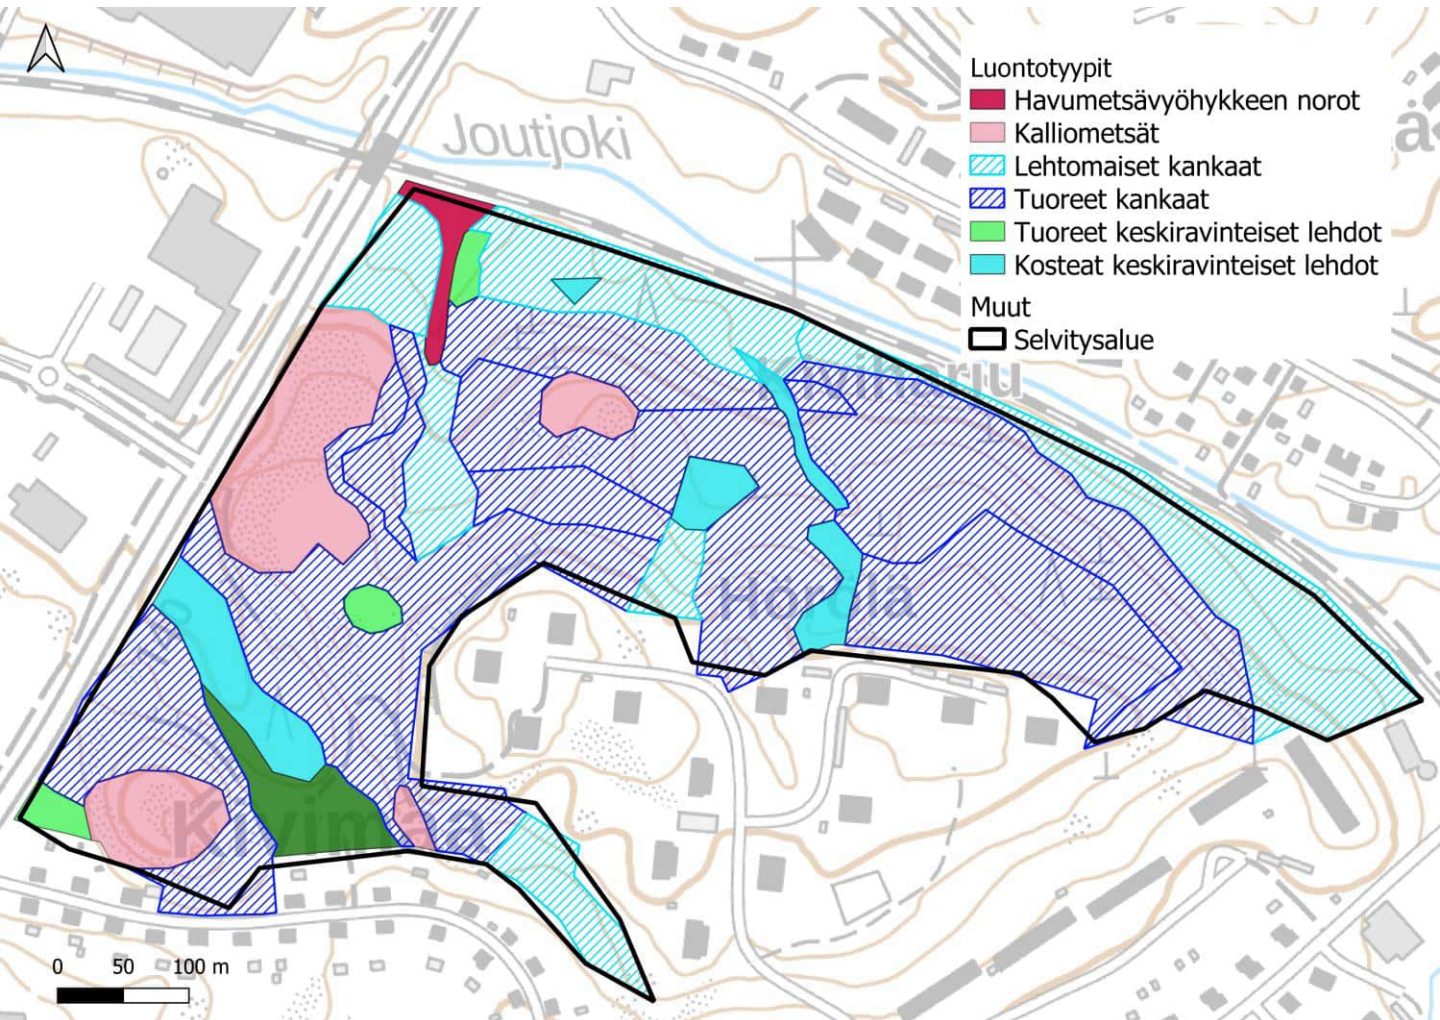 Joutjoki
Luontotyypit
Havumetsävyöhykkeen norot
Kalliometsät
Lehtomaiset kankaat
Tuoreet kankaat
Tuoreet keskiravinteiset lehdot
Kosteat keskiravinteiset lehdot
Muut
Selvitysalue
Hörölä
Kivimaa
0 50 100 m